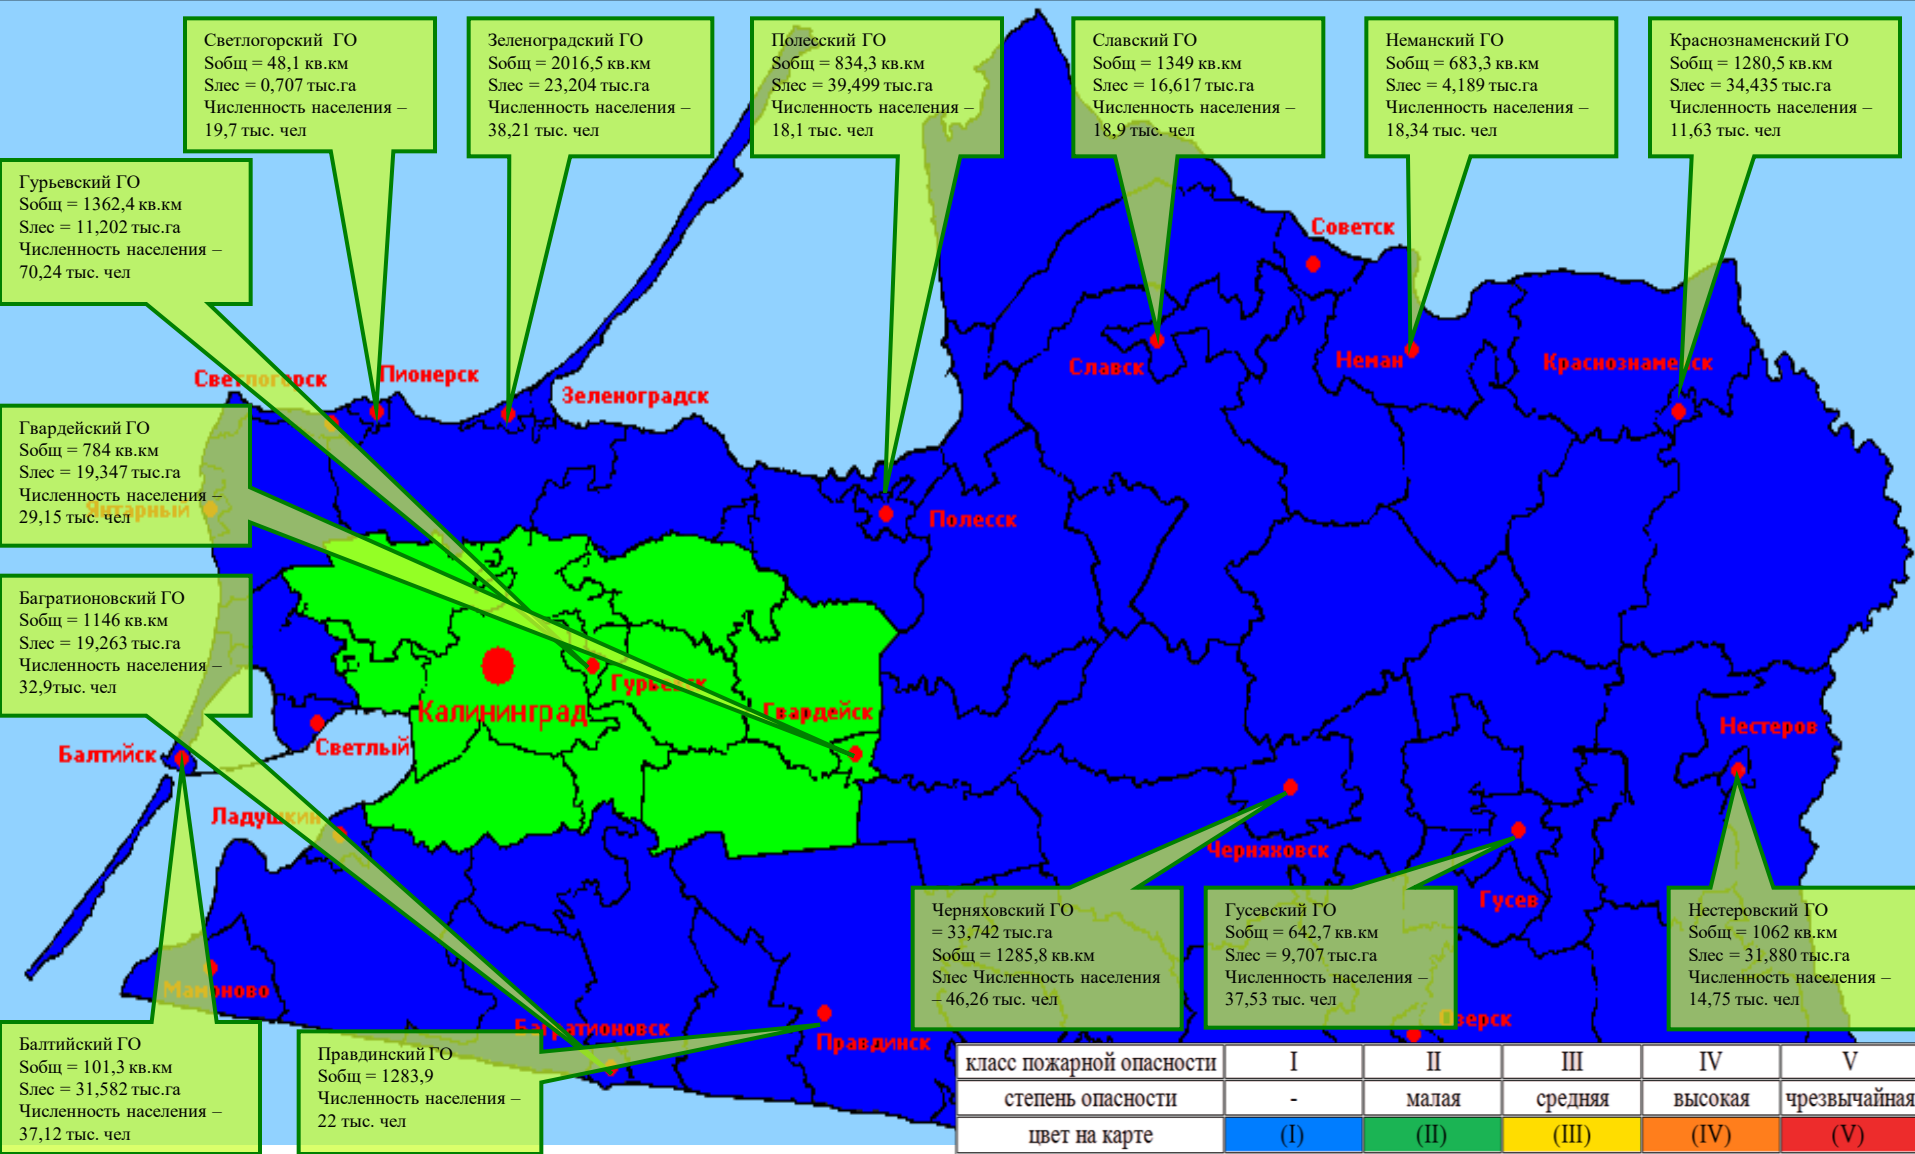 Светлогорский ГО
Sобщ = 48,1 кв.км
Sлес = 0,707 тыс.га
Численность населения –
19,7 тыс. чел
Зеленоградский ГО
Sобщ = 2016,5 кв.км
Sлес = 23,204 тыс.га
Численность населения –
38,21 тыс. чел
Полесский ГО
Sобщ = 834,3 кв.км
Sлес = 39,499 тыс.га
Численность населения –
18,1 тыс. чел
Славский ГО
Sобщ = 1349 кв.км
Sлес = 16,617 тыс.га
Численность населения –
18,9 тыс. чел
Неманский ГО
Sобщ = 683,3 кв.км
Sлес = 4,189 тыс.га
Численность населения –
18,34 тыс. чел
Краснознаменский ГО
Sобщ = 1280,5 кв.км
Sлес = 34,435 тыс.га
Численность населения –
11,63 тыс. чел
Гурьевский ГО
Sобщ = 1362,4 кв.км
Sлес = 11,202 тыс.га
Численность населения –
70,24 тыс. чел
Советск
Славск
Неман
Краснознаменск
Светлогорск
Пионерск
Зеленоградск
Гвардейский ГО
Sобщ = 784 кв.км
Sлес = 19,347 тыс.га
Численность населения –
29,15 тыс. чел
Янтарный
Полесск
Багратионовский ГО
Sобщ = 1146 кв.км
Sлес = 19,263 тыс.га
Численность населения –
32,9тыс. чел
Гурьевск
Калининград
Гвардейск
Нестеров
Балтийск
Светлый
Ладушкин
Черняховск
Гусев
Черняховский ГО
= 33,742 тыс.га
Sобщ = 1285,8 кв.км
Sлес Численность населения
– 46,26 тыс. чел
Гусевский ГО
Sобщ = 642,7 кв.км
Sлес = 9,707 тыс.га
Численность населения –
37,53 тыс. чел
Нестеровский ГО
Sобщ = 1062 кв.км
Sлес = 31,880 тыс.га
Численность населения –
14,75 тыс. чел
Мамоново
Багратионовск
Правдинск
Озерск
Балтийский ГО
Sобщ = 101,3 кв.км
Sлес = 31,582 тыс.га
Численность населения –
37,12 тыс. чел
Правдинский ГО
Sобщ = 1283,9
Численность населения –
22 тыс. чел
класс пожарной опасности I II III IV V
степень опасности - малая средняя высокая чрезвычайная
цвет на карте (I) (II) (III) (IV) (V)